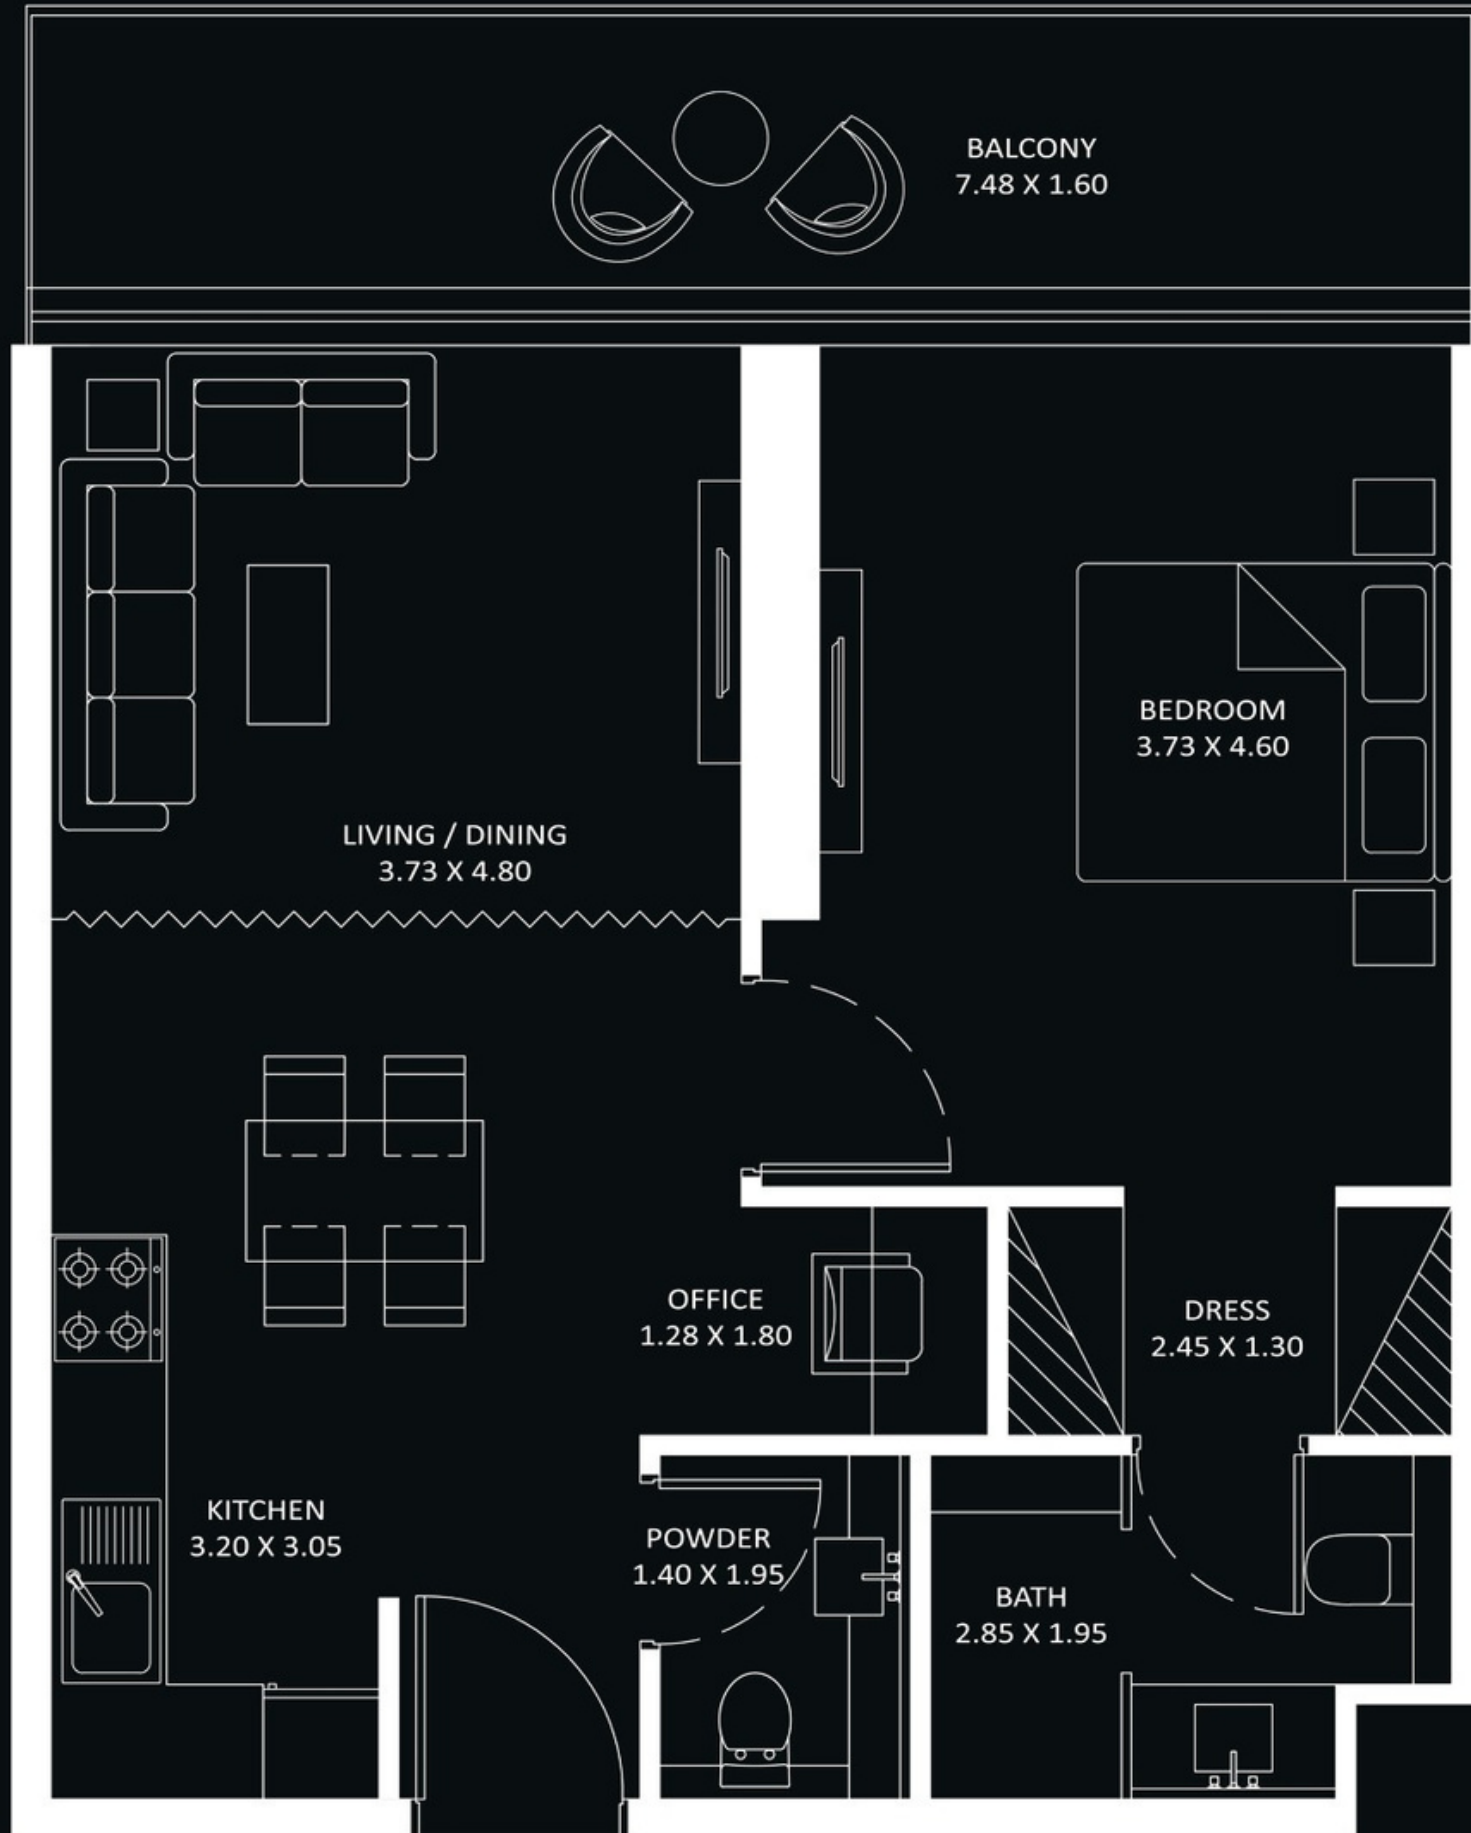 BALCONY
7.48 X 1.60
BEDROOM
3.73 X 4.60
LIVING / DINING
3.73 X 4.80
OFFICE
1.28 X 1.80
DRESS
2.45 X 1.30
KITCHEN
3.20 X 3.05
POWDER
1.40 X 1.95
BATH
2.85 X 1.95